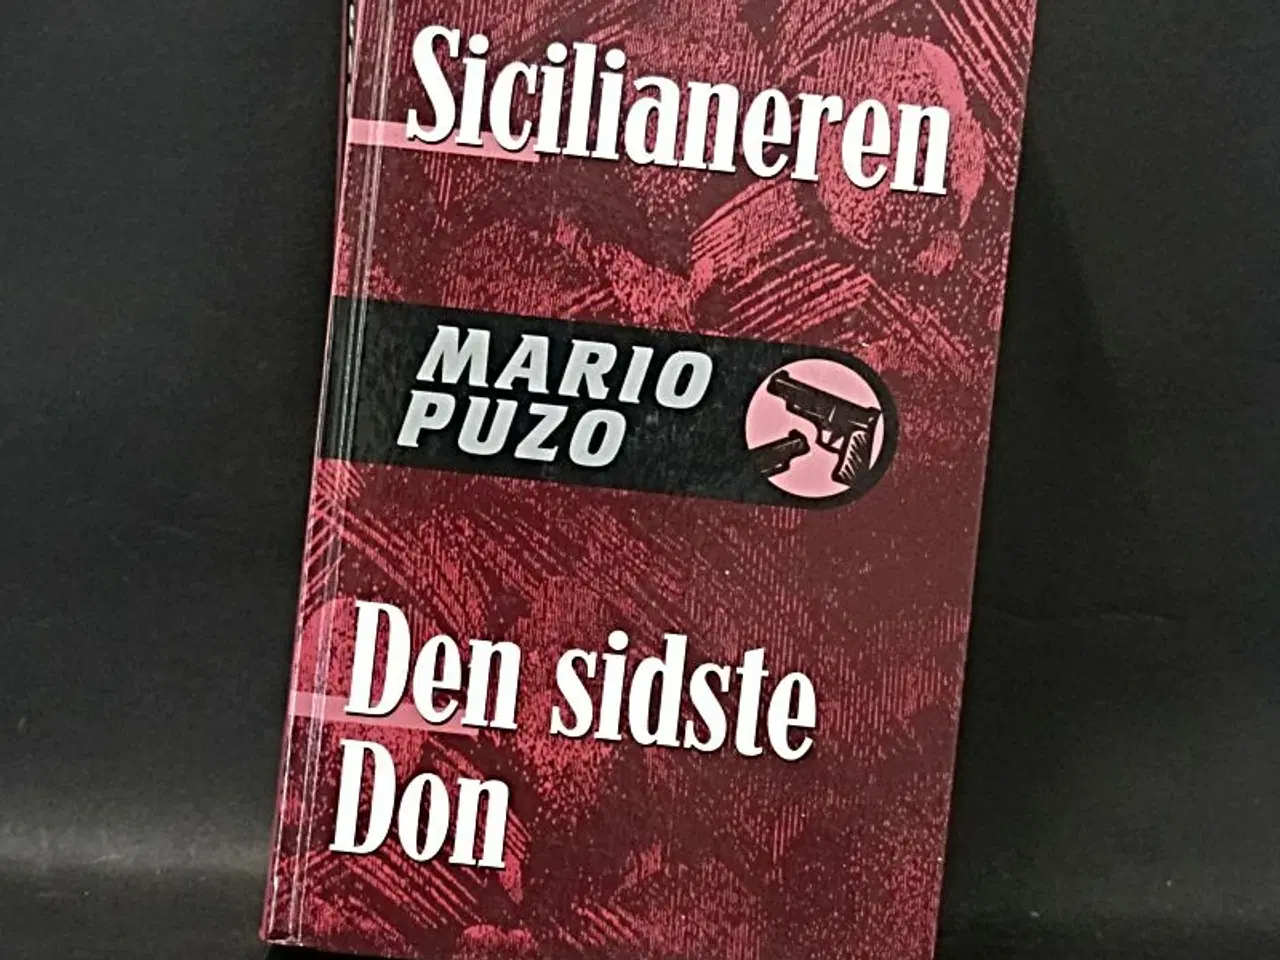 Sicilianeren
MARIO
PUZO
Den sidste
Don